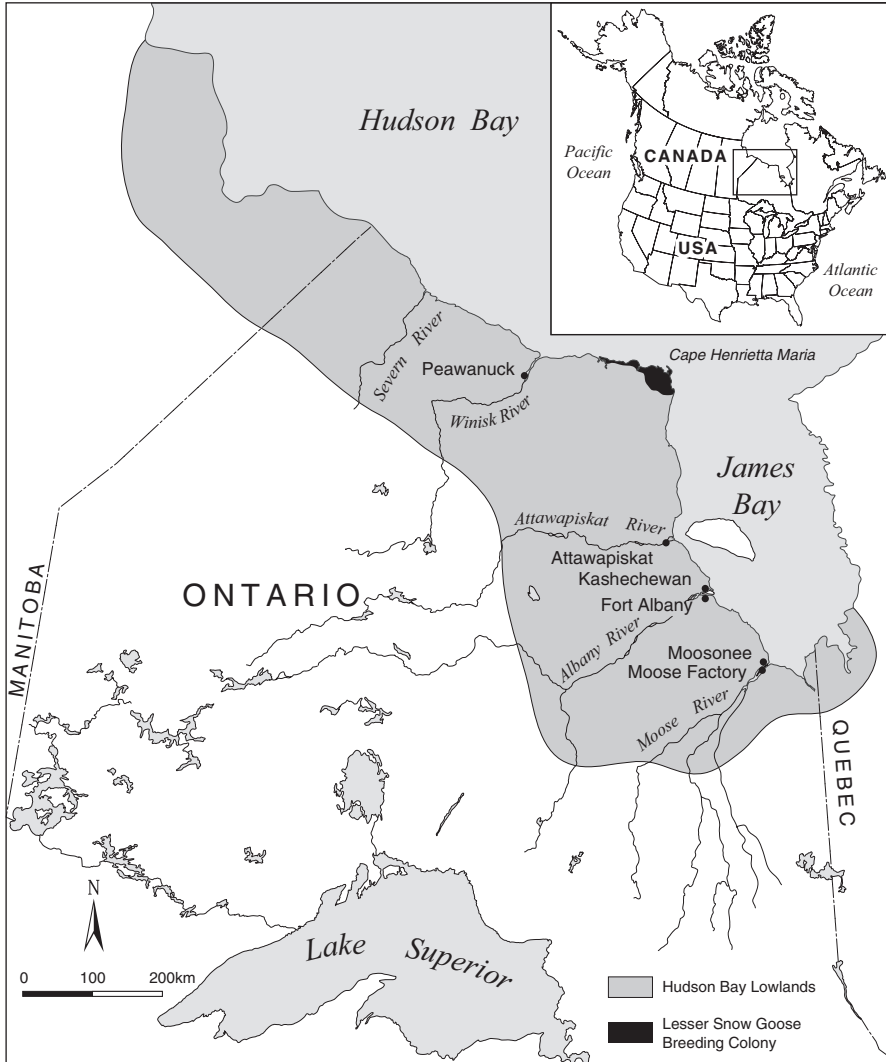 Hudson Bay
Pacific
Ocean
CANADA
USA
Atlantic
Ocean
Cape Henrietta Maria
Severn River
Peawanuck
Winisk River
James
Bay
Attawapiskat River
Attawapiskat
Kashechewan
Fort Albany
ONTARIO
MANITOBA
Albany River
Moosonee
Moose Factory
Moose River
QUEBEC
N
0 100 200km
Lake Superior
Hudson Bay Lowlands
Lesser Snow Goose
Breeding Colony